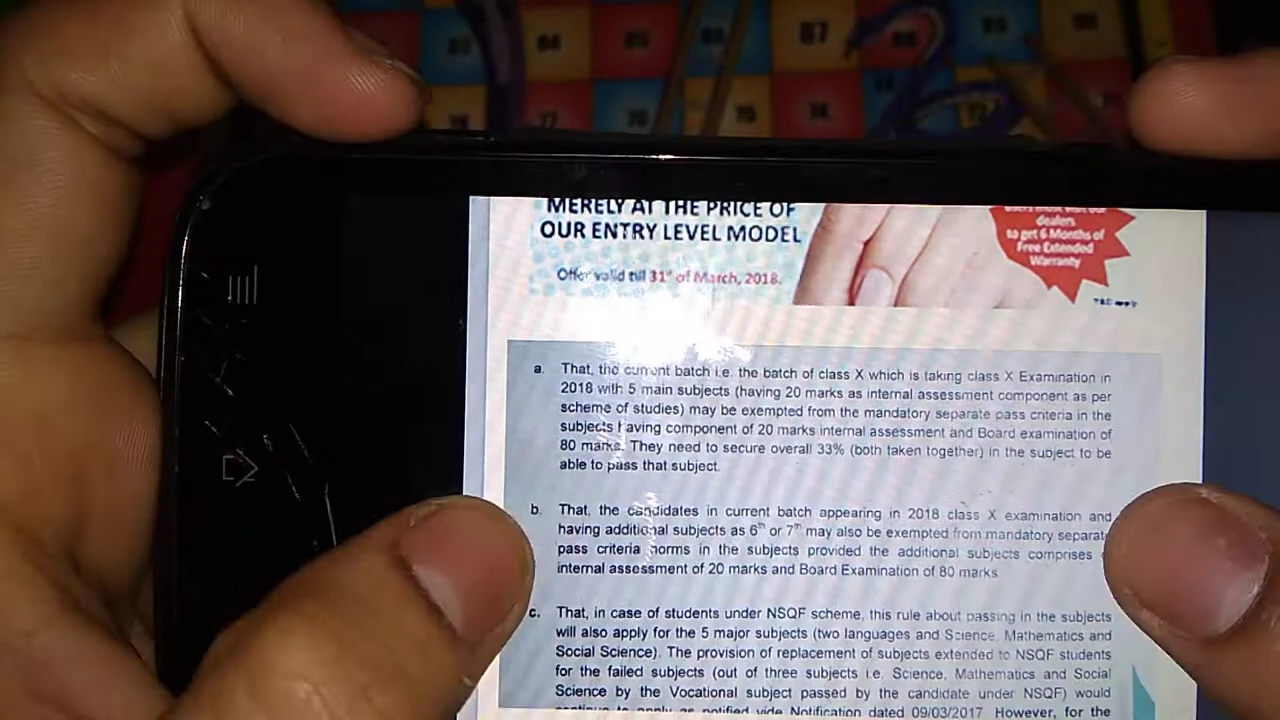 84
87
77
MERELY AT THE PRICE OF
OUR ENTRY LEVEL MODEL
Offer valid till 31st of March, 2018.
dealers
to get 6 Months of
Free Extended
Warranty
a. That, the current batch i.e. the batch of class X which is taking class X Examination in
2018 with 5 main subjects (having 20 marks as internal assessment component as per
scheme of studies) may be exempted from the mandatory separate pass criteria in the
subjects having component of 20 marks internal assessment and Board examination of
80 marks. They need to secure overall 33% (both taken together) in the subject to be
able to pass that subject.
b. That, the candidates in current batch appearing in 2018 class X examination and
having additional subjects as 6th or 7th may also be exempted from mandatory separat
pass criteria norms in the subjects provided the additional subjects comprises
internal assessment of 20 marks and Board Examination of 80 marks
c. That, in case of students under NSQF scheme, this rule about passing in the subjects
will also apply for the 5 major subjects (two languages and Science, Mathematics and
Social Science). The provision of replacement of subjects extended to NSQF students
for the failed subjects (out of three subjects i.e. Science, Mathematics and Social
Science by the Vocational subject passed by the candidate under NSQF) would
continue to apply as notified vide Notification dated 09/03/2017 However, for the